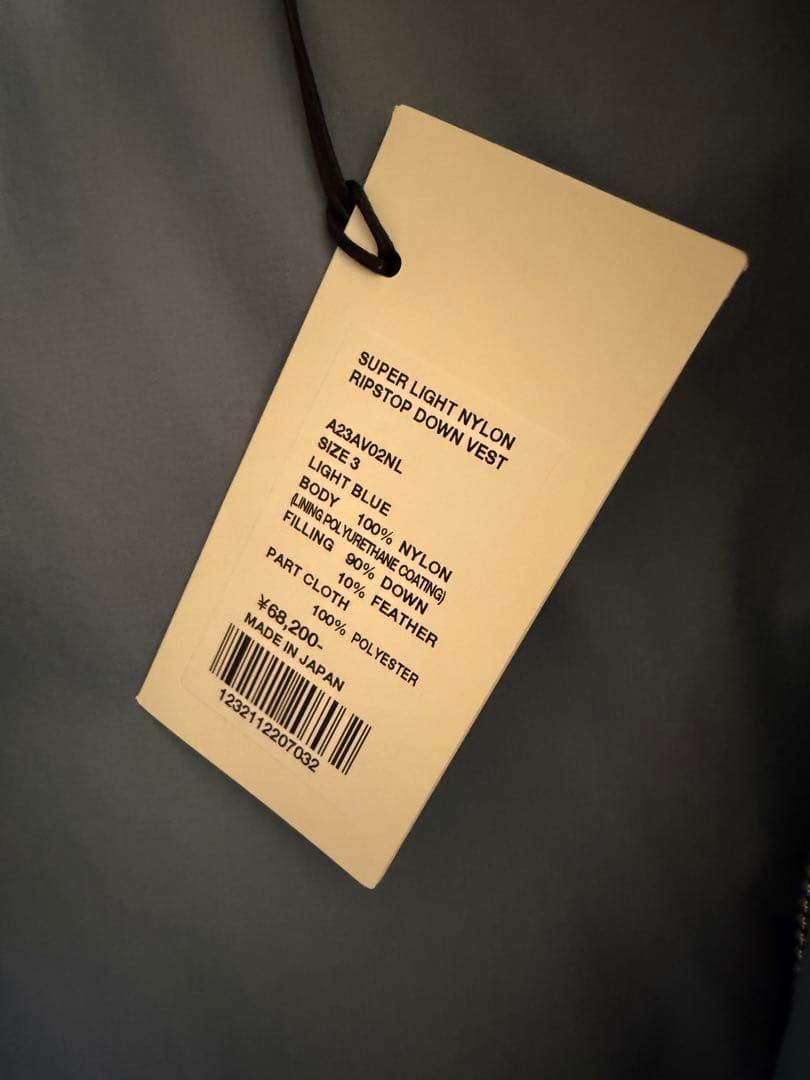 SUPER LIGHT NYLON
RIPSTOP DOWN VEST
A23AV02NL
SIZE 3
LIGHT BLUE
BODY 100% NYLON
(LINING POLYURETHANE COATING)
FILLING 90% DOWN
10% FEATHER
PART CLOTH
100% POLYESTER
¥68,200-
MADE IN JAPAN
1232112207032